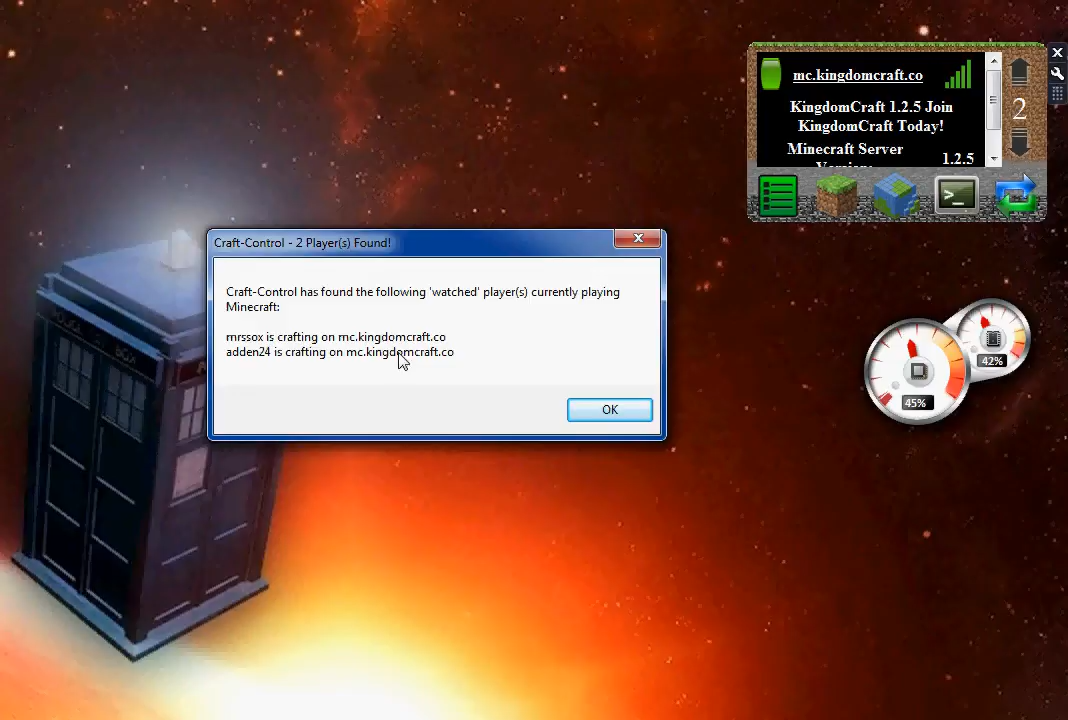 mc.kingdomcraft.co
KingdomCraft 1.2.5 Join
KingdomCraft Today!
Minecraft Server
1.2.5
2
Craft-Control - 2 Player(s) Found!
Craft-Control has found the following 'watched' player(s) currently playing
Minecraft:
mrssox is crafting on mc.kingdomcraft.co
adden24 is crafting on mc.kingdomcraft.co
OK
42%
45%
POLICE BOX